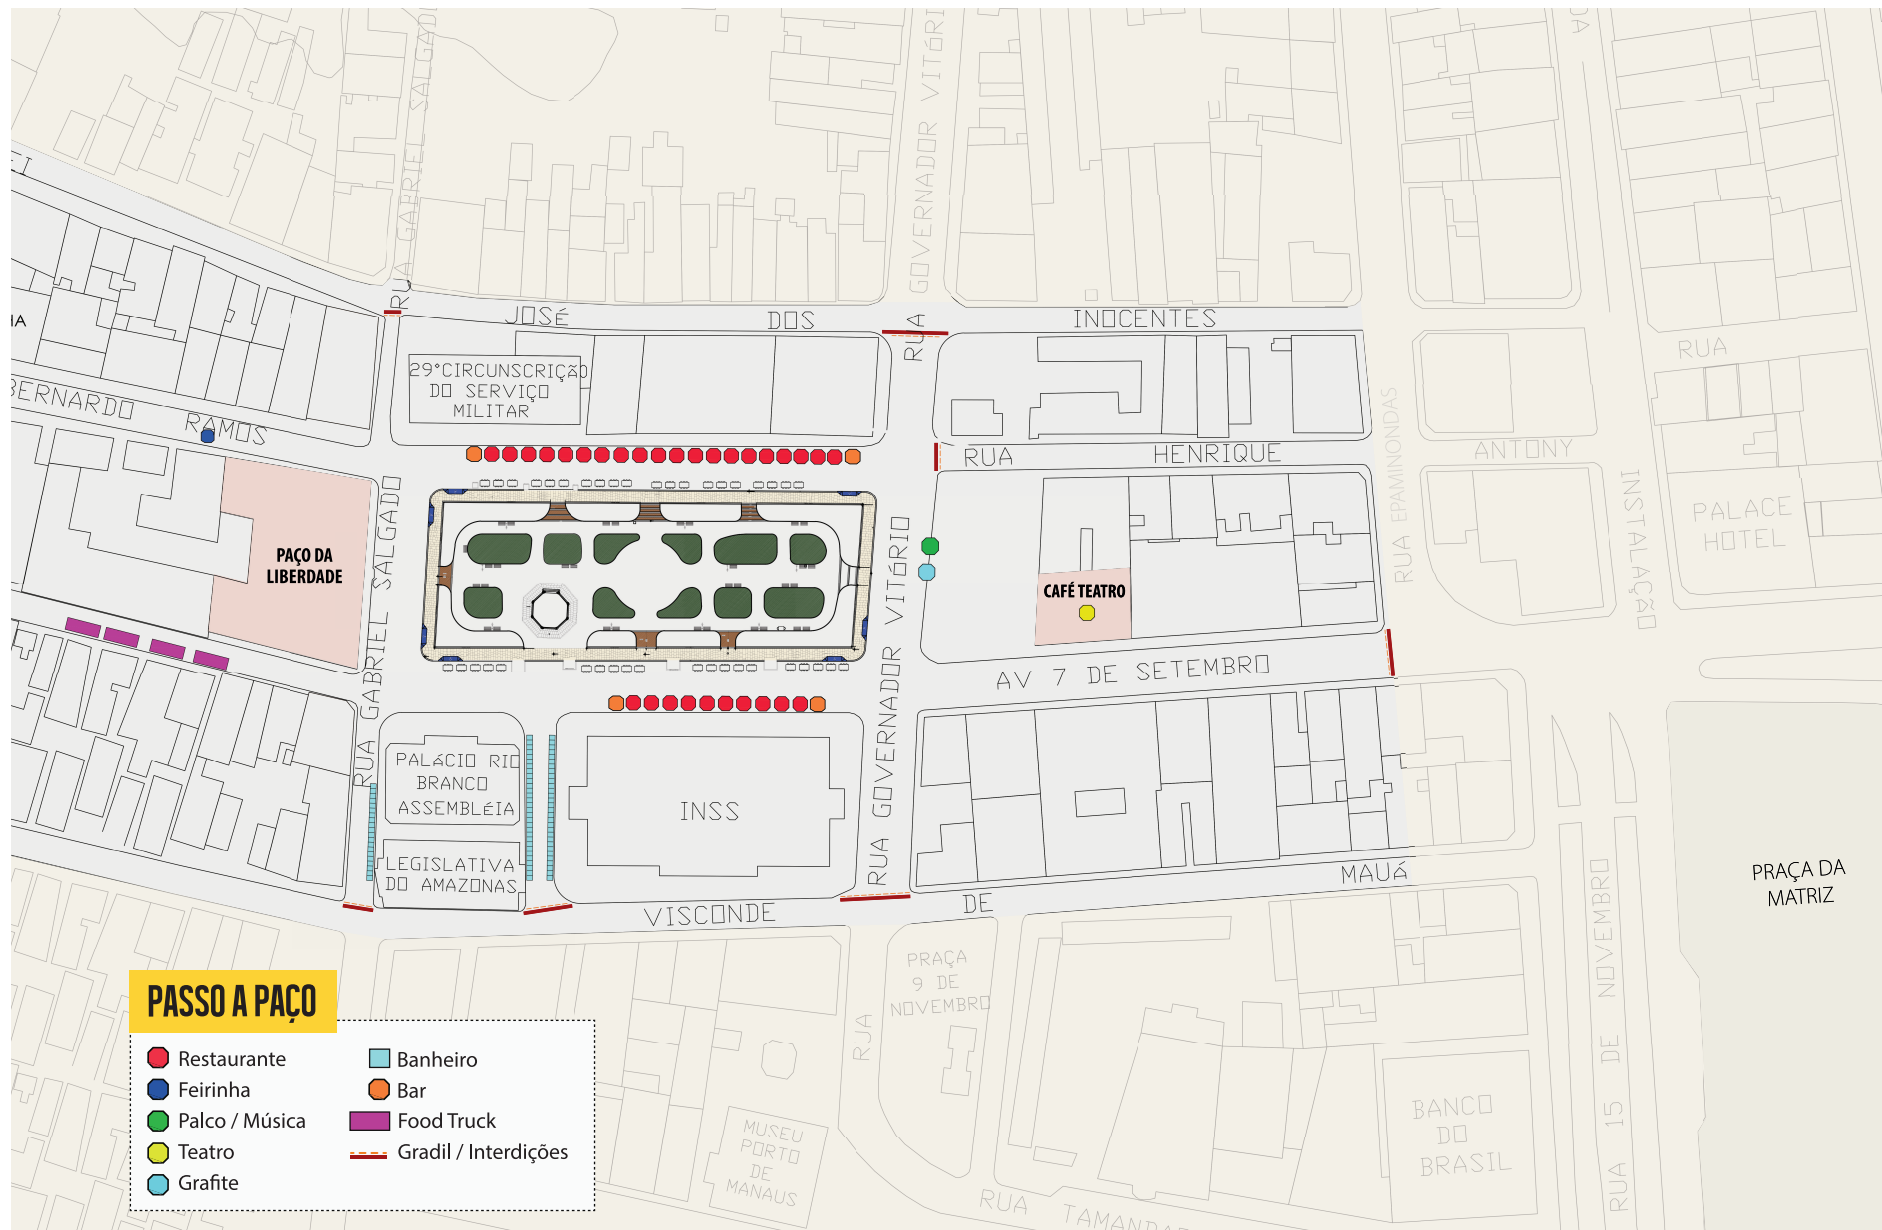 RUA GABRIEL SALGADO
RUA GOVERNADOR VITÓRI
JOSÉ DOS INOCENTES
29°CIRCUNSCRIÇÃO
DO SERVIÇO
MILITAR
BERNARDO RAMOS
RUA HENRIQUE ANTONY
RUA
RUA EPAMINONDAS
INSTALAÇÃO
PALACE
HOTEL
PAÇO DA
LIBERDADE
RUA GABRIEL SALGADO
RUA GOVERNADOR VITÓRIO
CAFÉ TEATRO
AV 7 DE SETEMBRO
PALÁCIO RIO
BRANCO
ASSEMBLÉIA
LEGISLATIVA
DO AMAZONAS
INSS
VISCONDE DE MAUÁ
PRAÇA DA
MATRIZ
PRAÇA
9 DE
NOVEMBRO
RUA
RUA 15 DE NOVEMBRO
BANCO
DO
BRASIL
MUSEU
PORTO
DE
MANAUS
RUA
PASSO A PAÇO
Restaurante
Feirinha
Palco / Música
Teatro
Grafite
Banheiro
Bar
Food Truck
Gradil / Interdições